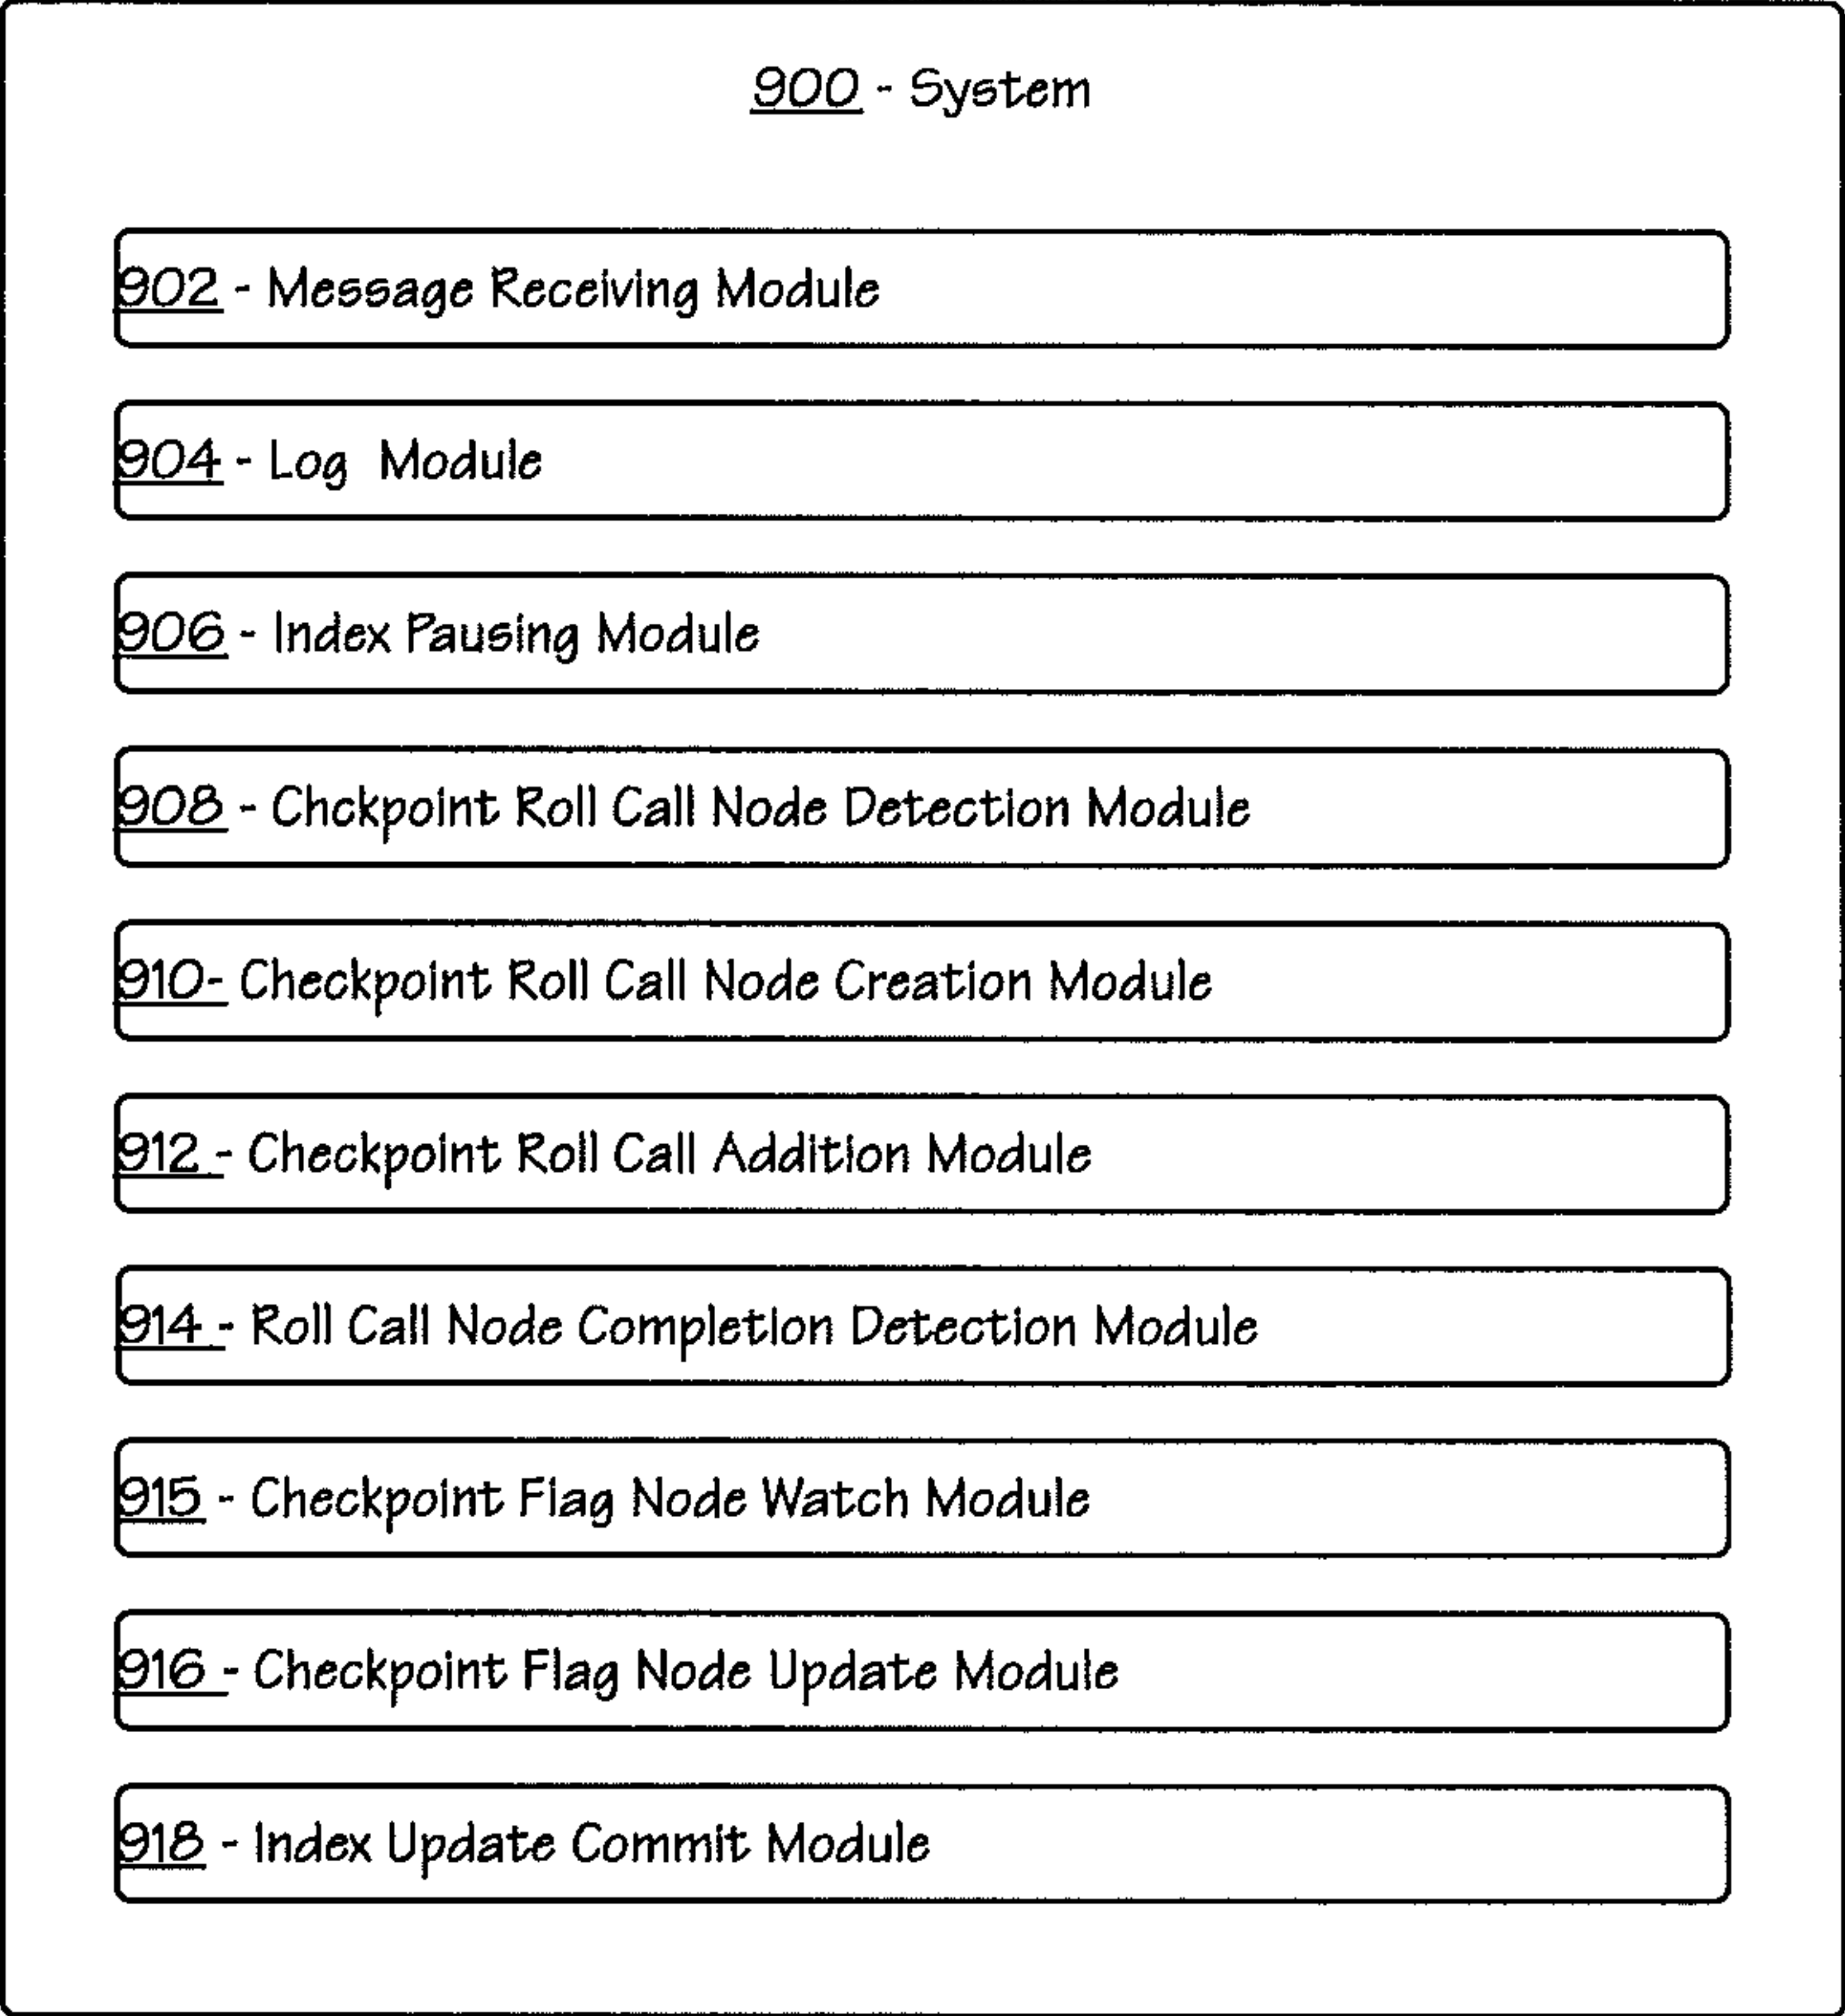 900 - System
902 - Message Receiving Module
904 - Log Module
906 - Index Pausing Module
908 - Chckpoint Roll Call Node Detection Module
910- Checkpoint Roll Call Node Creation Module
912 - Checkpoint Roll Call Addition Module
914 - Roll Call Node Completion Detection Module
915 - Checkpoint Flag Node Watch Module
916 - Checkpoint Flag Node Update Module
918 - Index Update Commit Module